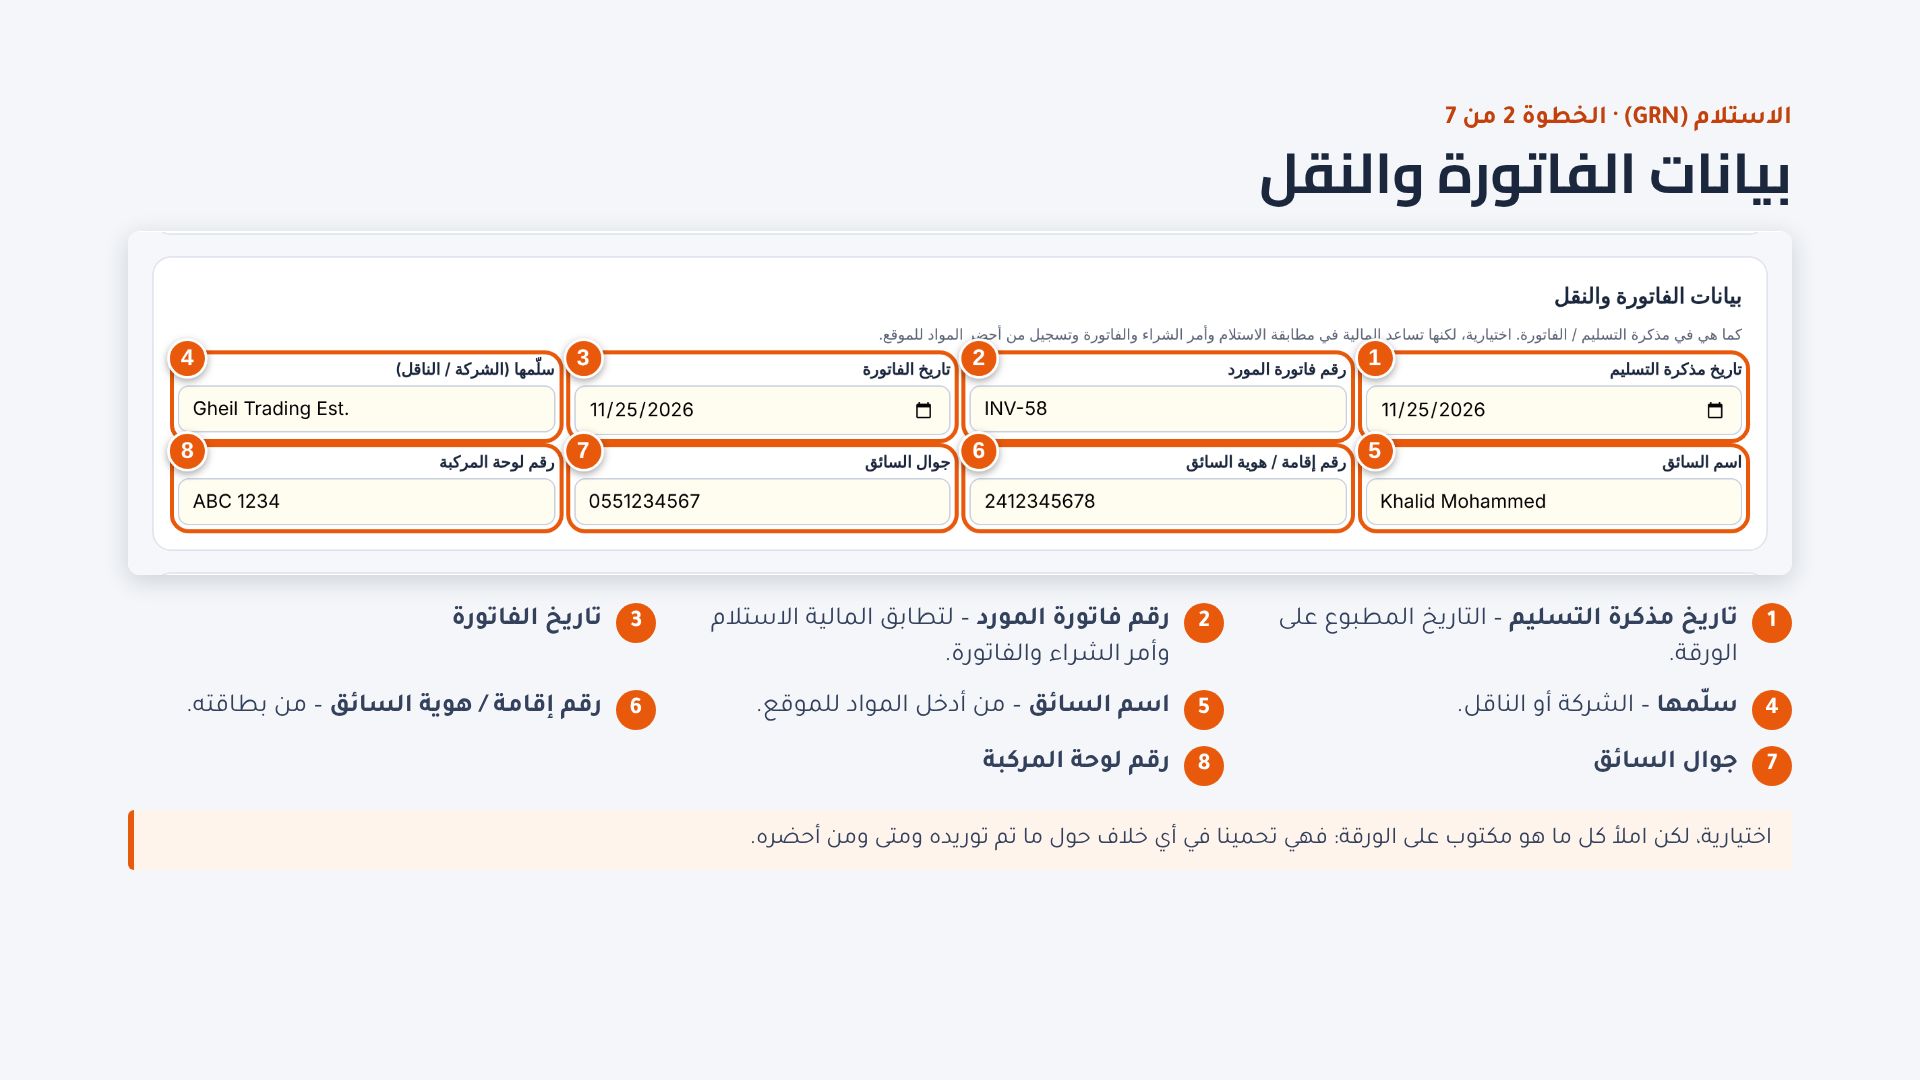 الاستلام (GRN) · الخطوة 2 من 7
بيانات الفاتورة والنقل
بيانات الفاتورة والنقل
كما هي في مذكرة التسليم / الفاتورة. اختيارية، لكنها تساعد المالية في مطابقة الاستلام وأمر الشراء والفاتورة وتسجيل من أحضر المواد للموقع.
1 تاريخ مذكرة التسليم
11/25/2026
2 رقم فاتورة المورد
INV-58
3 تاريخ الفاتورة
11/25/2026
4 سلّمها (الشركة / الناقل)
Gheil Trading Est.
5 اسم السائق
Khalid Mohammed
6 رقم إقامة / هوية السائق
2412345678
7 جوال السائق
0551234567
8 رقم لوحة المركبة
ABC 1234
1 تاريخ مذكرة التسليم - التاريخ المطبوع على
الورقة.
2 رقم فاتورة المورد - لتطابق المالية الاستلام
وأمر الشراء والفاتورة.
3 تاريخ الفاتورة
4 سلّمها - الشركة أو الناقل.
5 اسم السائق - من أدخل المواد للموقع.
6 رقم إقامة / هوية السائق - من بطاقته.
7 جوال السائق
8 رقم لوحة المركبة
اختيارية، لكن املأ كل ما هو مكتوب على الورقة: فهي تحمينا في أي خلاف حول ما تم توريده ومتى ومن أحضره.